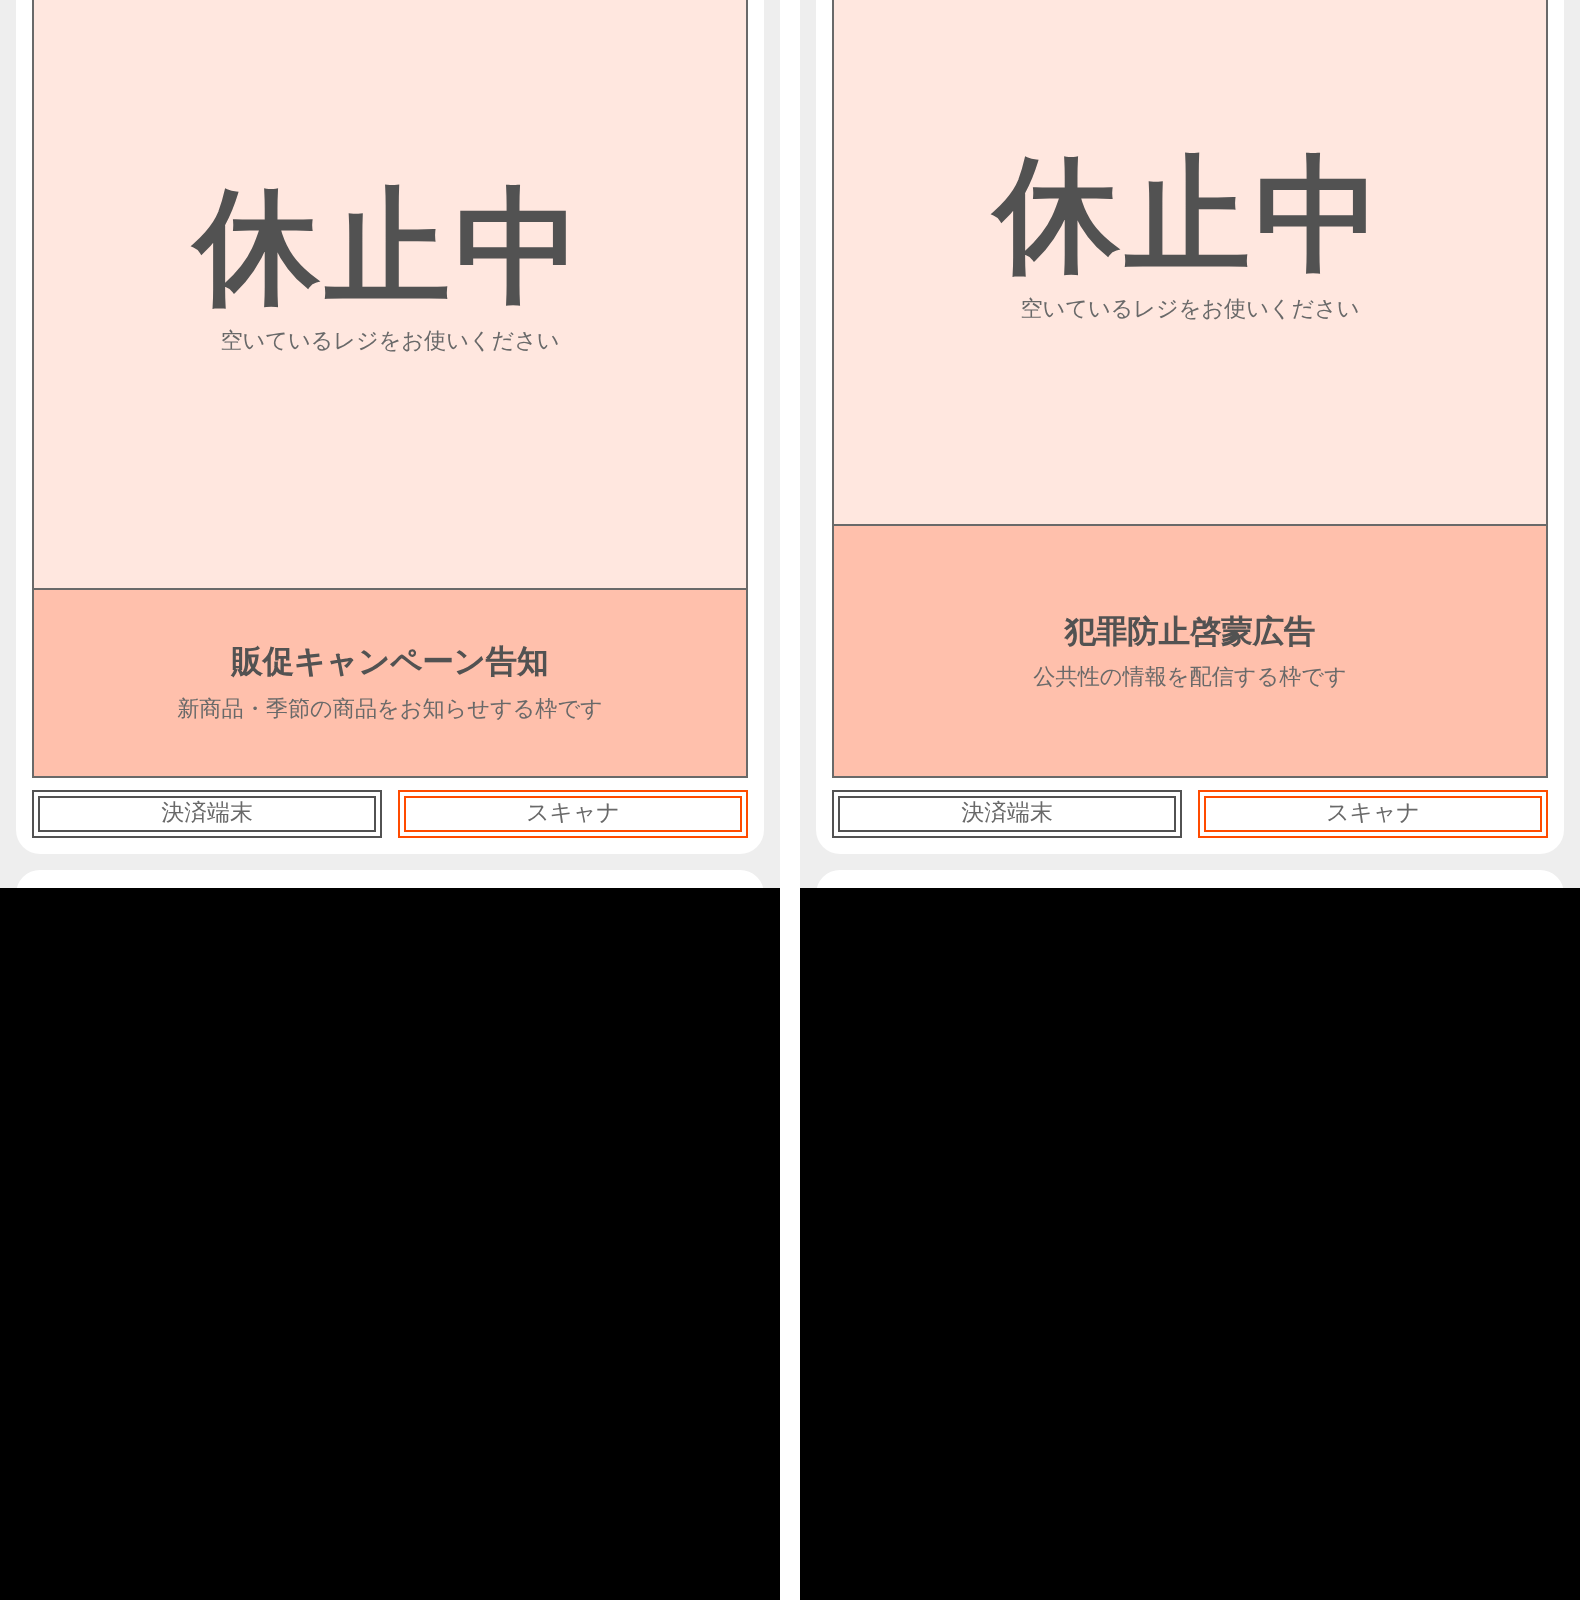 休止中
空いているレジをお使いください
販促キャンペーン告知
新商品・季節の商品をお知らせする枠です
決済端末
スキャナ
休止中
空いているレジをお使いください
犯罪防止啓蒙広告
公共性の情報を配信する枠です
決済端末
スキャナ